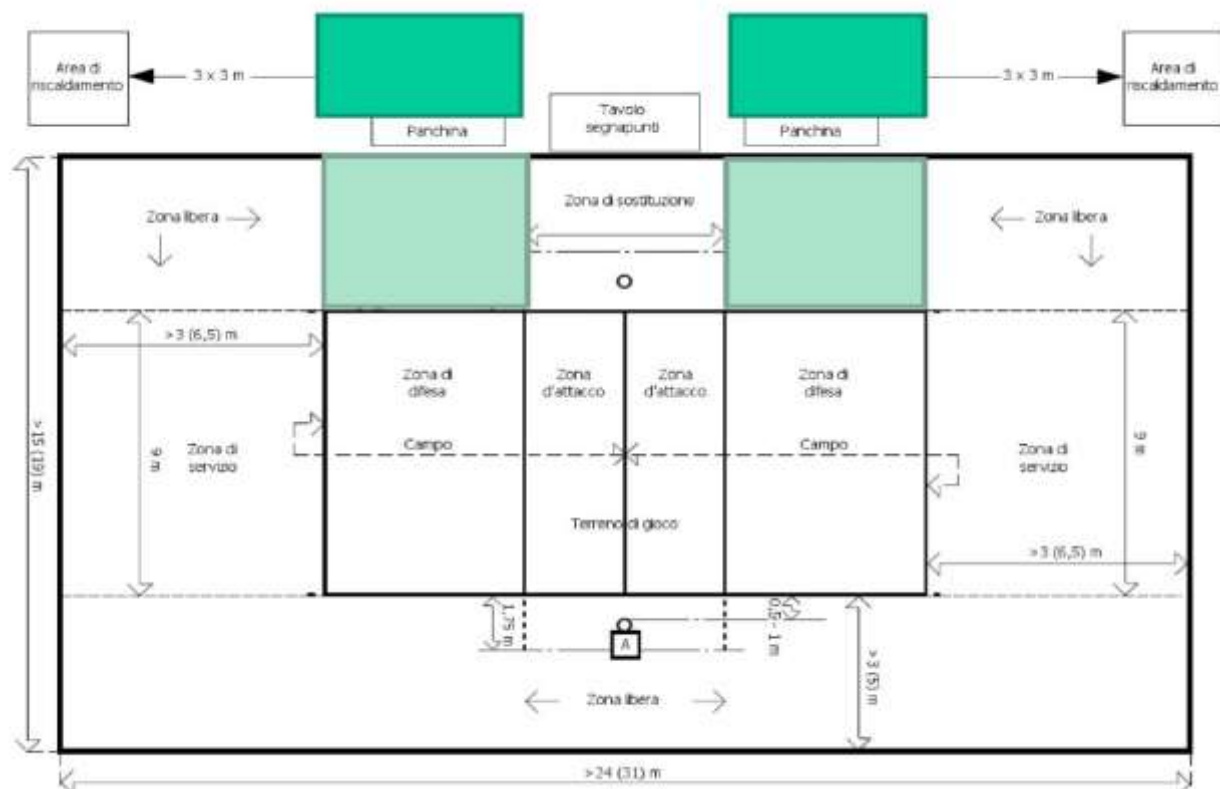 Area di
riscaldamento
3 x 3 m
Panchina
Tavolo
segnapunti
Panchina
3 x 3 m
Area di
riscaldamento
Zona libera
Zona di sostituzione
Zona libera
>3 (6,5) m
Zona di
difesa
Zona
d'attacco
Zona
d'attacco
Zona di
difesa
>15 (19) m
9 m
Zona di
servizio
Campo
Campo
Zona di
servizio
9 m
Terreno di gioco
>3 (6,5) m
1,75 m
A
0,5 - 1 m
>3 (5) m
Zona libera
>24 (31) m